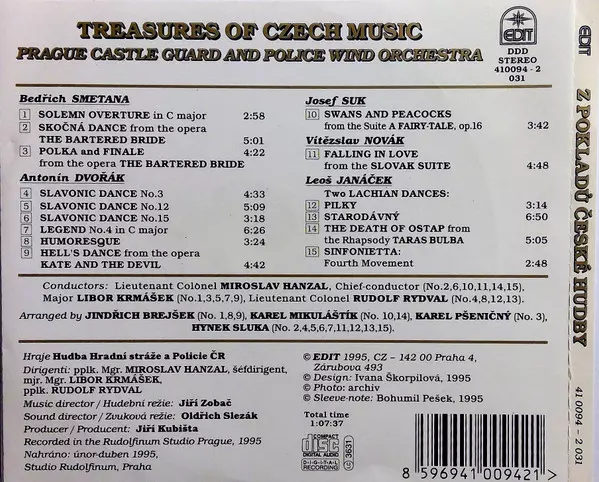 TREASURES OF CZECH MUSIC
PRAGUE CASTLE GUARD AND POLICE WIND ORCHESTRA
EDIT
DDD
STEREO
410094 - 2
031
Bedřich SMETANA
1 SOLEMN OVERTURE in C major 2:58
2 SKOČNÁ DANCE from the opera
THE BARTERED BRIDE 5:01
3 POLKA and FINALE 4:22
from the opera THE BARTERED BRIDE
Antonín DVOŘÁK
4 SLAVONIC DANCE No.3 4:33
5 SLAVONIC DANCE No.12 5:09
6 SLAVONIC DANCE No.15 3:18
7 LEGEND No.4 in C major 6:26
8 HUMORESQUE 3:24
9 HELL'S DANCE from the opera
KATE AND THE DEVIL 4:42
Josef SUK
10 SWANS AND PEACOCKS
from the Suite A FAIRY-TALE, op.16 3:42
Vítězslav NOVÁK
11 FALLING IN LOVE
from the SLOVAK SUITE 4:48
Leoš JANÁČEK
Two LACHIAN DANCES:
12 PILKY 3:14
13 STARODÁVNÝ 6:50
14 THE DEATH OF OSTAP from
the Rhapsody TARAS BULBA 5:05
15 SINFONIETTA:
Fourth Movement 2:48
Conductors: Lieutenant Colonel MIROSLAV HANZAL, Chief-conductor (No.2,6,10,11,14,15),
Major LIBOR KRMÁŠEK (No.1,3,5,7,9), Lieutenant Colonel RUDOLF RYDVAL (No.4,8,12,13).
Arranged by JINDŘICH BREJŠEK (No. 1,8,9), KAREL MIKULÁŠTÍK (No. 10,14), KAREL PŠENIČNÝ (No. 3),
HYNEK SLUKA (No. 2,4,5,6,7,11,12,13,15).
Hraje Hudba Hradní stráže a Policie ČR
Dirigenti: pplk. Mgr. MIROSLAV HANZAL, šéfdirigent,
mjr. Mgr. LIBOR KRMÁŠEK,
pplk. RUDOLF RYDVAL
Music director / Hudební režie: Jiří Zobač
Sound director / Zvuková režie: Oldřich Slezák
Producer / Producent: Jiří Kubišta
Recorded in the Rudolfinum Studio Prague, 1995
Nahráno: únor-duben 1995,
Studio Rudolfinum, Praha
© EDIT 1995, CZ – 142 00 Praha 4,
Zárubova 493
© Design: Ivana Škorpilová, 1995
© Photo: archiv
© Sleeve-note: Bohumil Pešek, 1995
Total time
1:07:37
COMPACT
disc
DIGITAL AUDIO
DIGITAL
RECORDING
3631
8 596941 009421
EDIT
Z POKLADŮ ČESKÉ HUDBY
41 0094 - 2 031